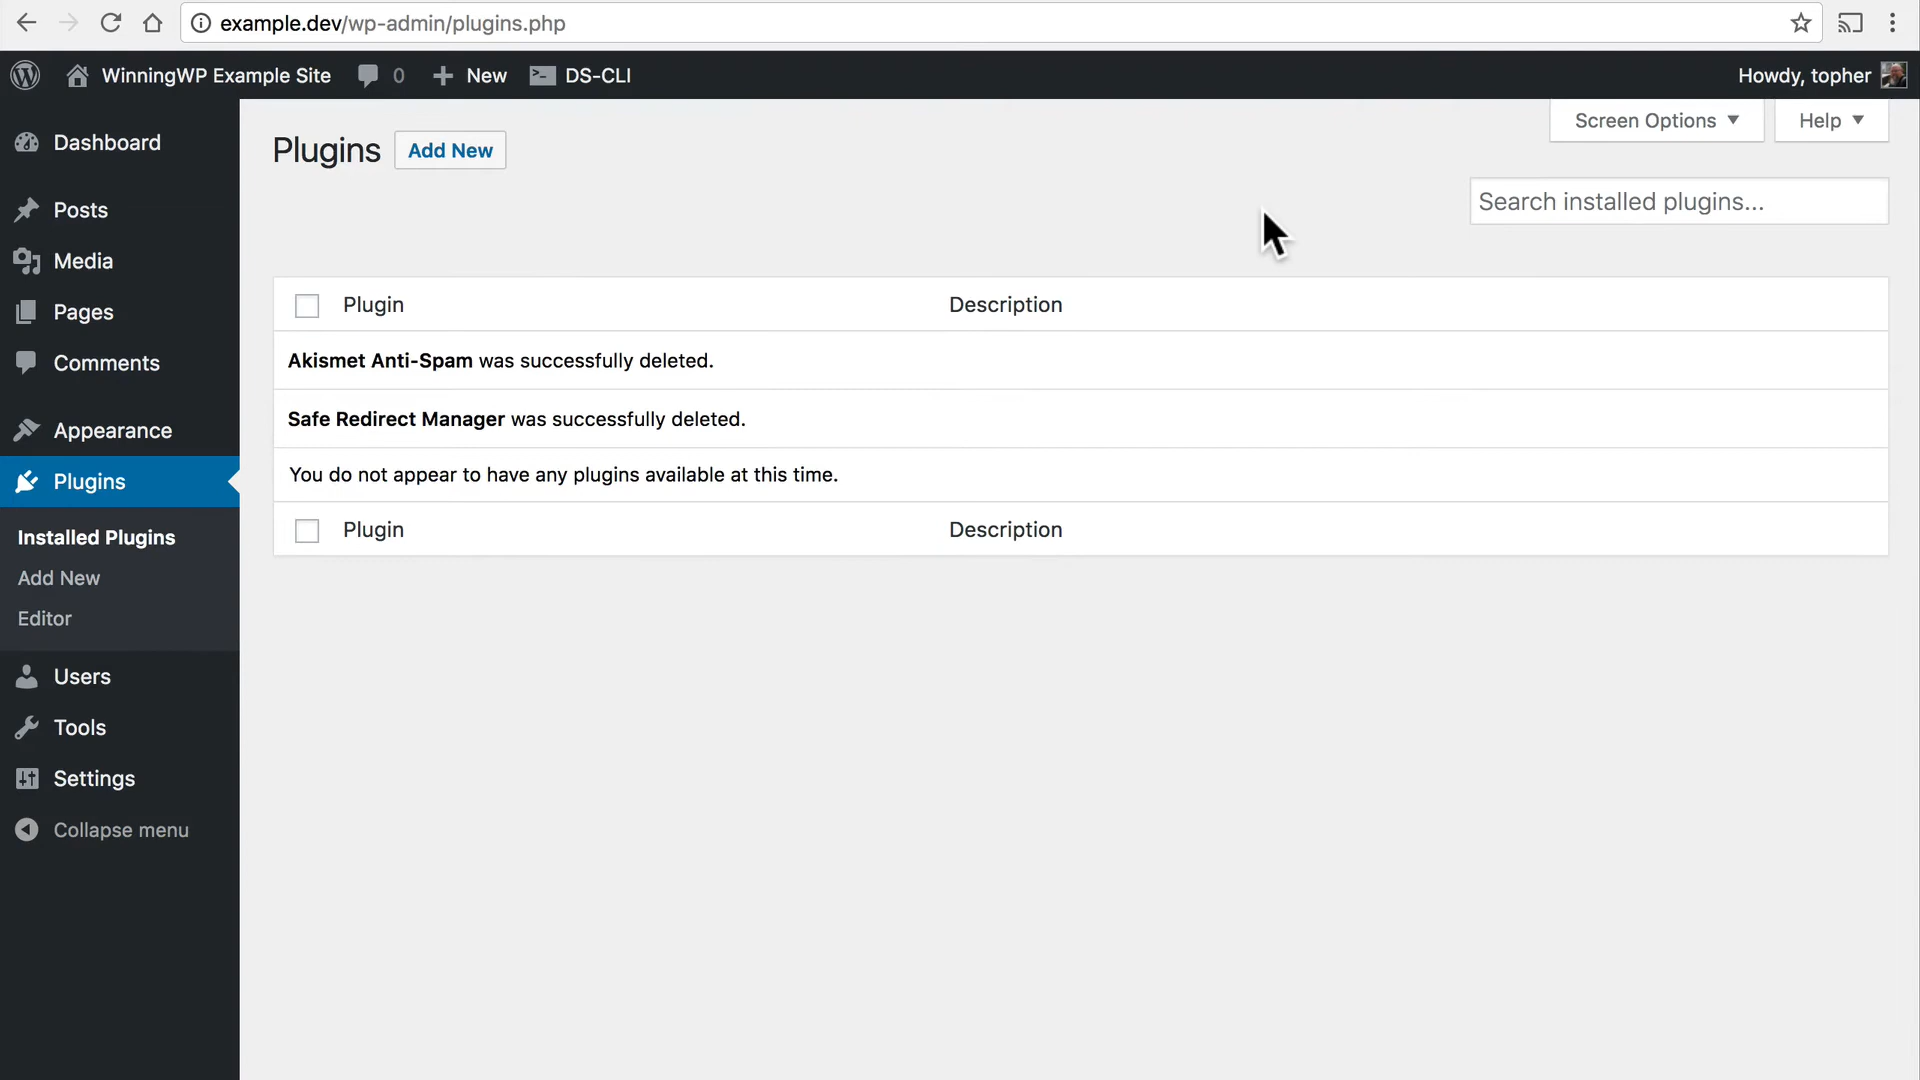 example.dev/wp-admin/plugins.php
WinningWP Example Site
0
New
DS-CLI
Howdy, topher
Dashboard
Posts
Media
Pages
Comments
Appearance
Plugins
Installed Plugins
Add New
Editor
Users
Tools
Settings
Collapse menu
Screen Options
Help
Plugins
Add New
Search installed plugins...
Plugin Description
Akismet Anti-Spam was successfully deleted.
Safe Redirect Manager was successfully deleted.
You do not appear to have any plugins available at this time.
Plugin Description